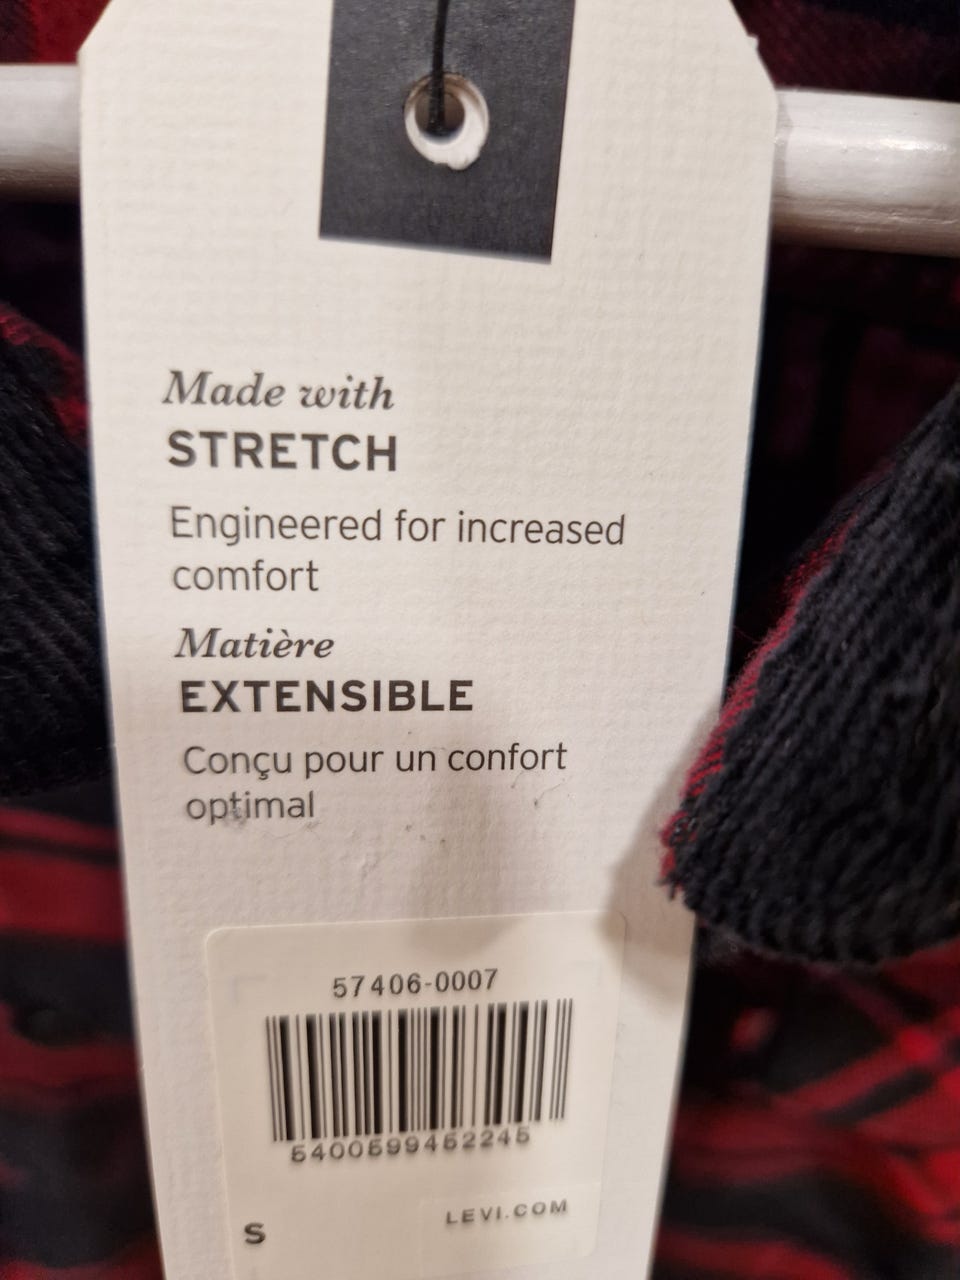 Made with
STRETCH
Engineered for increased
comfort
Matière
EXTENSIBLE
Conçu pour un confort
optimal
57406-0007
5400599452245
S
LEVI.COM